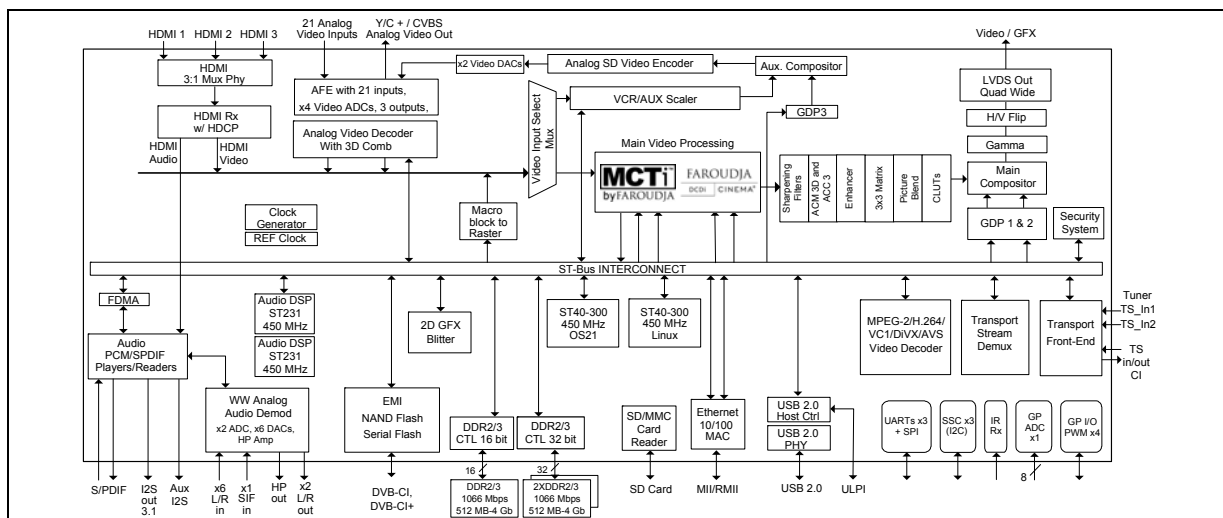 HDMI 1 HDMI 2 HDMI 3
21 Analog
Video Inputs
Y/C + / CVBS
Analog Video Out
Video / GFX
HDMI
3:1 Mux Phy
AFE with 21 inputs,
x4 Video ADCs, 3 outputs,
x2 Video DACs
Analog SD Video Encoder
Aux. Compositor
LVDS Out
Quad Wide
HDMI Rx
w/ HDCP
Analog Video Decoder
With 3D Comb
Video Input Select
Mux
VCR/AUX Scaler
GDP3
H/V Flip
Gamma
HDMI
Audio
HDMI
Video
Main Video Processing
MCTi™
byFAROUDJA
FAROUDJA
DCDI CINEMA
Sharpening
Filters
ACM 3D and
ACC 3
Enhancer
3x3 Matrix
Picture
Blend
CLUTs
Main
Compositor
Clock
Generator
REF Clock
Macro
block to
Raster
GDP 1 & 2
Security
System
ST-Bus INTERCONNECT
FDMA
Audio DSP
ST231
450 MHz
Audio DSP
ST231
450 MHz
2D GFX
Blitter
ST40-300
450 MHz
OS21
ST40-300
450 MHz
Linux
MPEG-2/H.264/
VC1/DiVX/AVS
Video Decoder
Transport
Stream
Demux
Transport
Front-End
Tuner
TS_In1
TS_In2
TS
in/out
CI
Audio
PCM/SPDIF
Players/Readers
WW Analog
Audio Demod
x2 ADC, x6 DACs,
HP Amp
EMI
NAND Flash
Serial Flash
DDR2/3
CTL 16 bit
DDR2/3
CTL 32 bit
SD/MMC
Card
Reader
Ethernet
10/100
MAC
USB 2.0
Host Ctrl
USB 2.0
PHY
UARTs x3
+ SPI
SSC x3
(I2C)
IR
Rx
GP
ADC
x1
GP I/O
PWM x4
16
32
8
S/PDIF
I2S
out
3.1
Aux
I2S
x6
L/R
in
x1
SIF
in
HP
out
x2
L/R
out
DVB-CI,
DVB-CI+
DDR2/3
1066 Mbps
512 MB-4 Gb
2XDDR2/3
1066 Mbps
512 MB-4 Gb
SD Card
MII/RMII
USB 2.0
ULPI